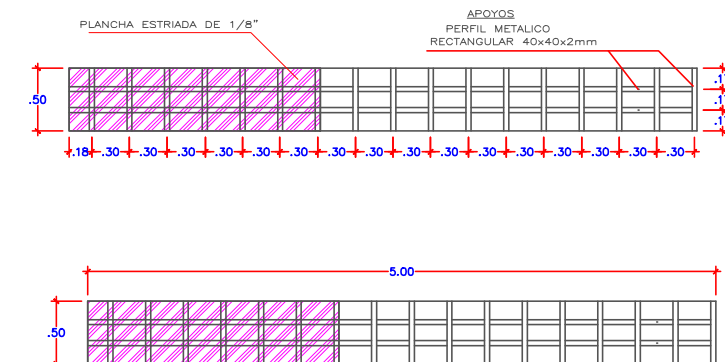 PLANCHA ESTRIADA DE 1/8"
APOYOS
PERFIL METALICO
RECTANGULAR 40x40x2mm
.50
.18 .30 .30 .30 .30 .30 .30 .30 .30 .30 .30 .30 .30 .30 .30 .30 .30
5.00
.50